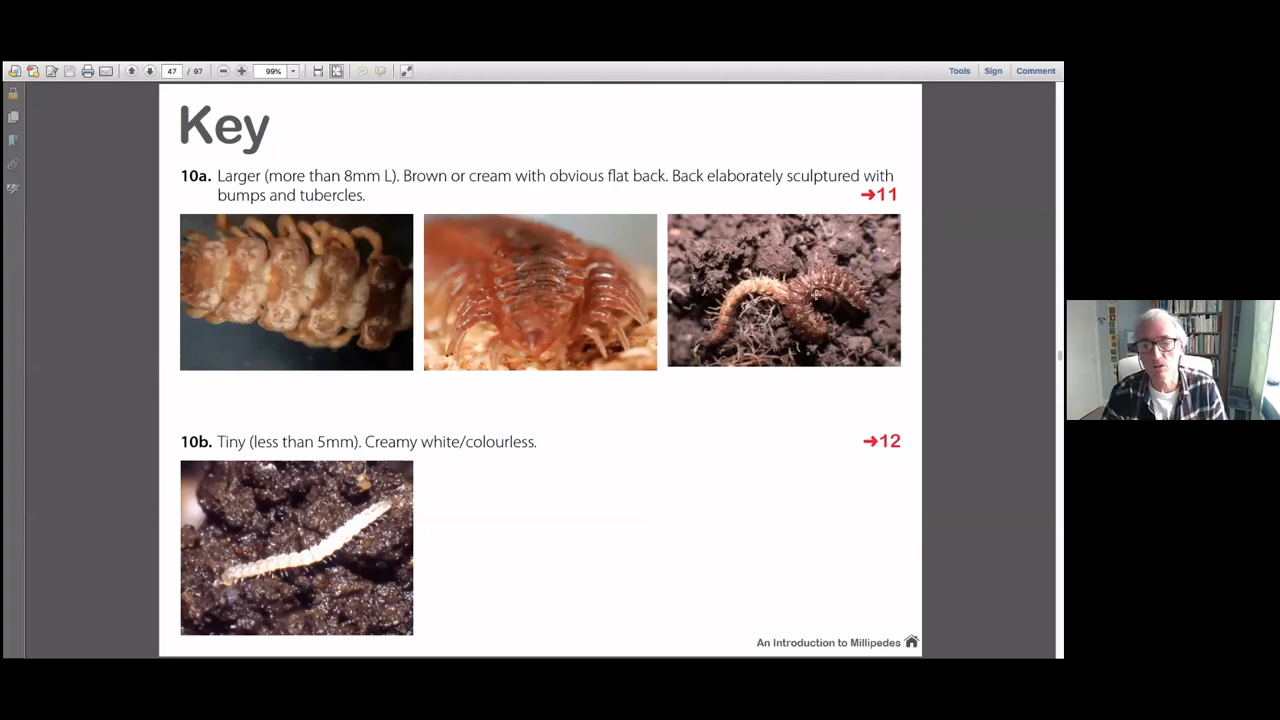 47 / 97
99%
Tools Sign Comment
Key
10a. Larger (more than 8mm L). Brown or cream with obvious flat back. Back elaborately sculptured with
bumps and tubercles. ➔11
10b. Tiny (less than 5mm). Creamy white/colourless. ➔12
An Introduction to Millipedes